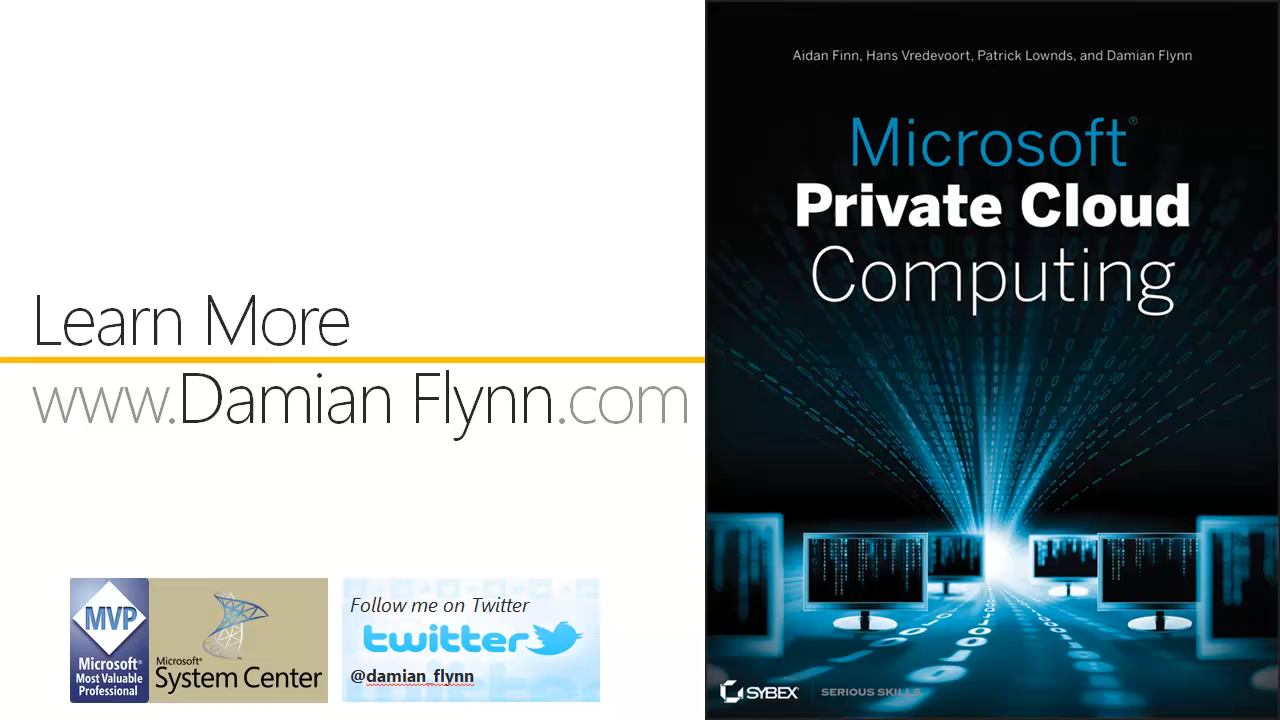 Learn More
www.Damian Flynn.com
MVP
Microsoft®
Most Valuable
Professional
Microsoft®
System Center
Follow me on Twitter
twitter
@damian_flynn
Aidan Finn, Hans Vredevoort, Patrick Lownds, and Damian Flynn
Microsoft®
Private Cloud
Computing
SYBEX® SERIOUS SKILLS.